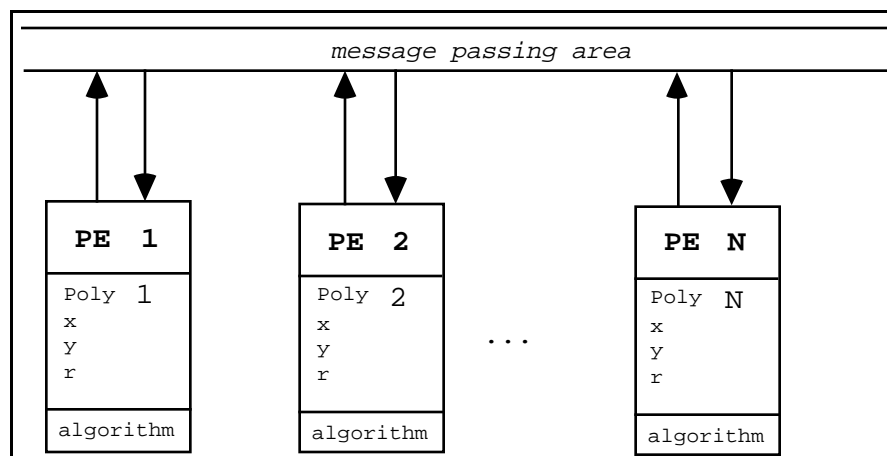 message passing area
PE 1
Poly 1
x
y
r
algorithm
PE 2
Poly 2
x
y
r
algorithm
...
PE N
Poly N
x
y
r
algorithm